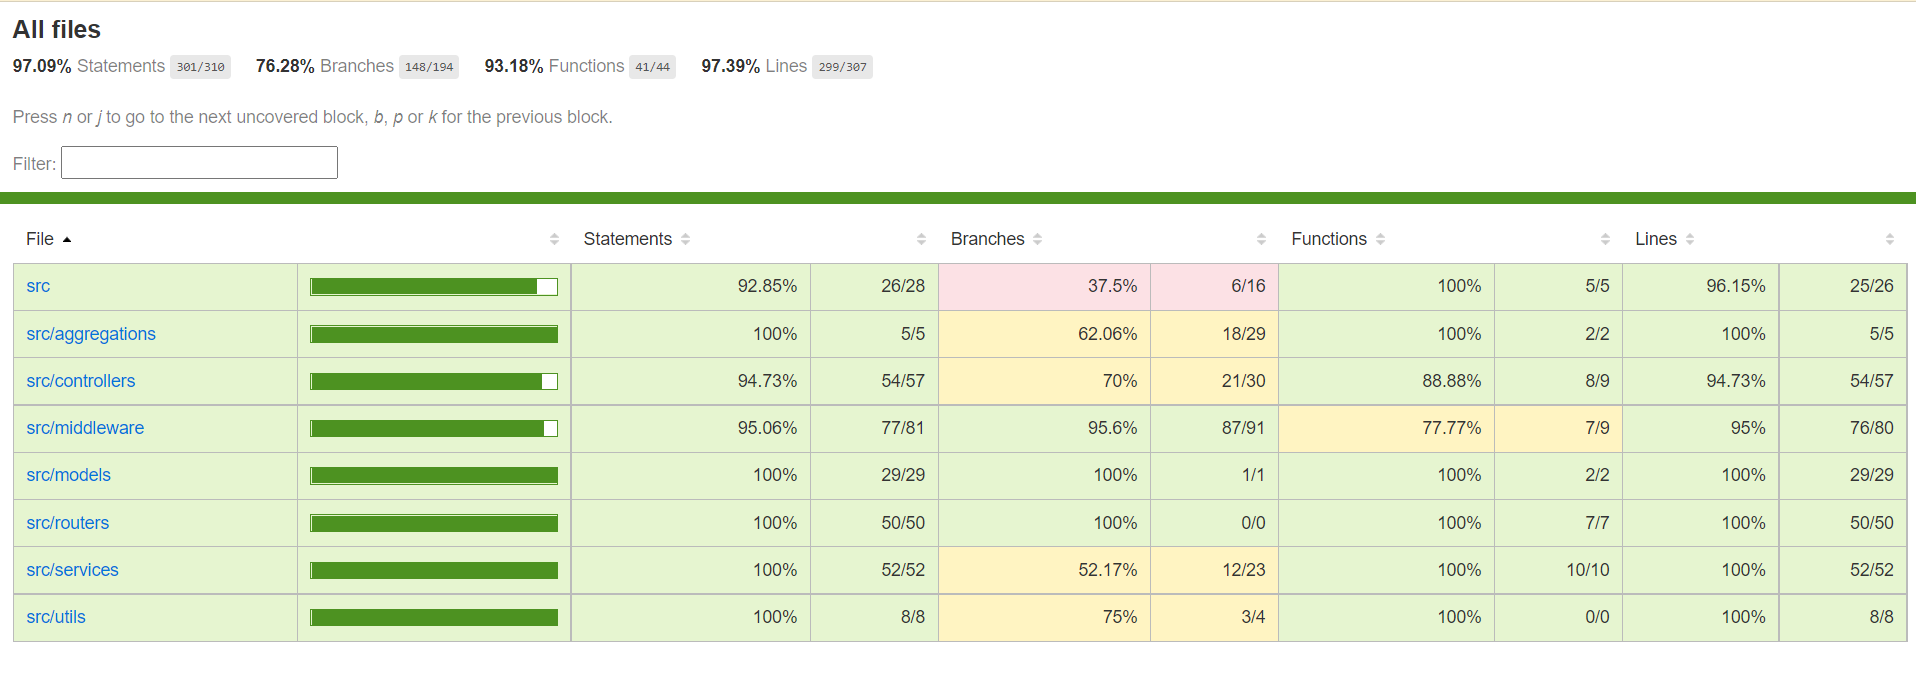 All files
97.09% Statements 301/310 76.28% Branches 148/194 93.18% Functions 41/44 97.39% Lines 299/307
Press n or j to go to the next uncovered block, b, p or k for the previous block.
Filter:
File Statements Branches Functions Lines
src 92.85% 26/28 37.5% 6/16 100% 5/5 96.15% 25/26
src/aggregations 100% 5/5 62.06% 18/29 100% 2/2 100% 5/5
src/controllers 94.73% 54/57 70% 21/30 88.88% 8/9 94.73% 54/57
src/middleware 95.06% 77/81 95.6% 87/91 77.77% 7/9 95% 76/80
src/models 100% 29/29 100% 1/1 100% 2/2 100% 29/29
src/routers 100% 50/50 100% 0/0 100% 7/7 100% 50/50
src/services 100% 52/52 52.17% 12/23 100% 10/10 100% 52/52
src/utils 100% 8/8 75% 3/4 100% 0/0 100% 8/8